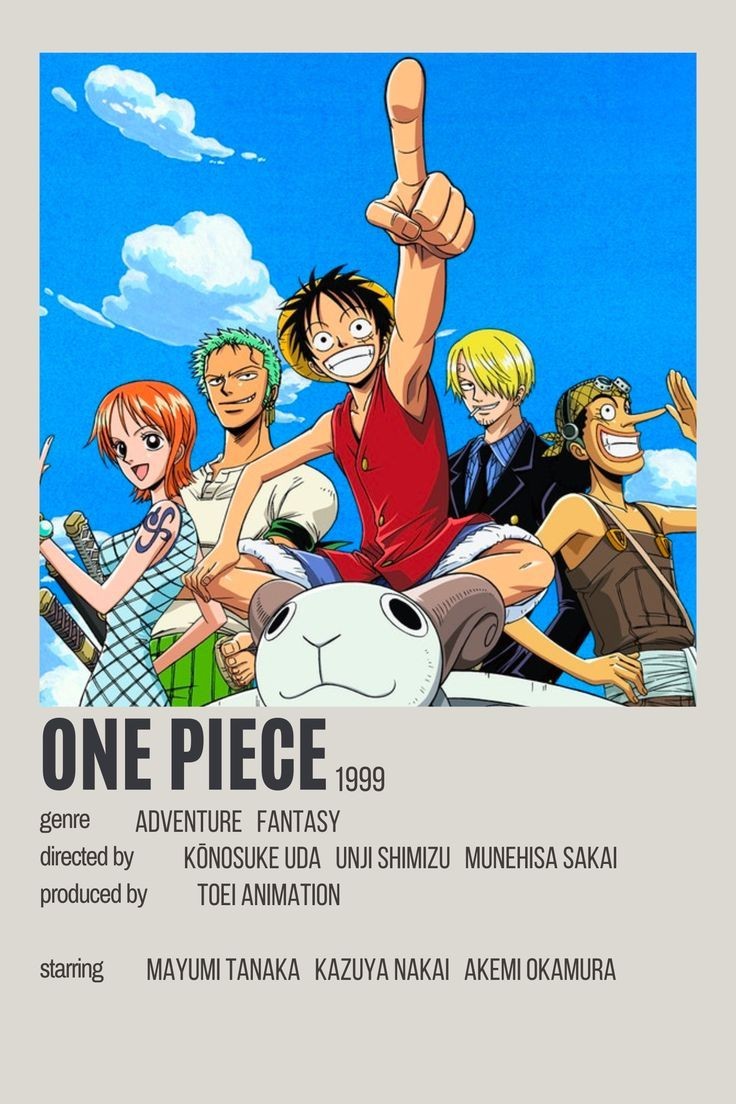 ONE PIECE 1999
genre ADVENTURE FANTASY
directed by KŌNOSUKE UDA UNJI SHIMIZU MUNEHISA SAKAI
produced by TOEI ANIMATION
starring MAYUMI TANAKA KAZUYA NAKAI AKEMI OKAMURA